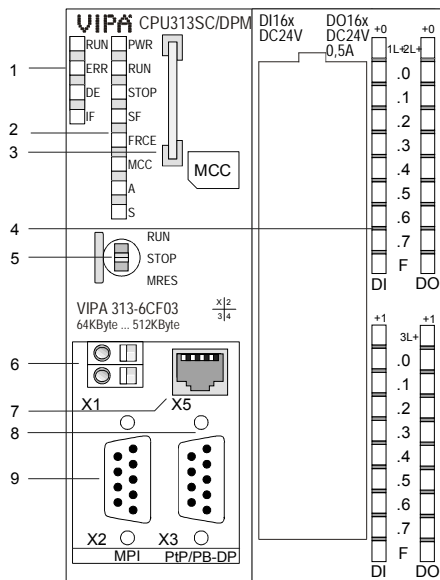 VIPA CPU313SC/DPM
RUN
ERR
DE
IF
PWR
RUN
STOP
SF
FRCE
MCC
A
S
MCC
1
2
3
4
5
RUN
STOP
MRES
VIPA 313-6CF03
64KByte ... 512KByte
X 2
3 4
6
7
8
9
X1
X5
X2
MPI
X3
PtP/PB-DP
DI16x
DC24V
DO16x
DC24V
0,5A
+0
+0
1L+ 2L+
.0
.1
.2
.3
.4
.5
.6
.7
F
DI
DO
+1
+1
3L+
.0
.1
.2
.3
.4
.5
.6
.7
F
DI
DO